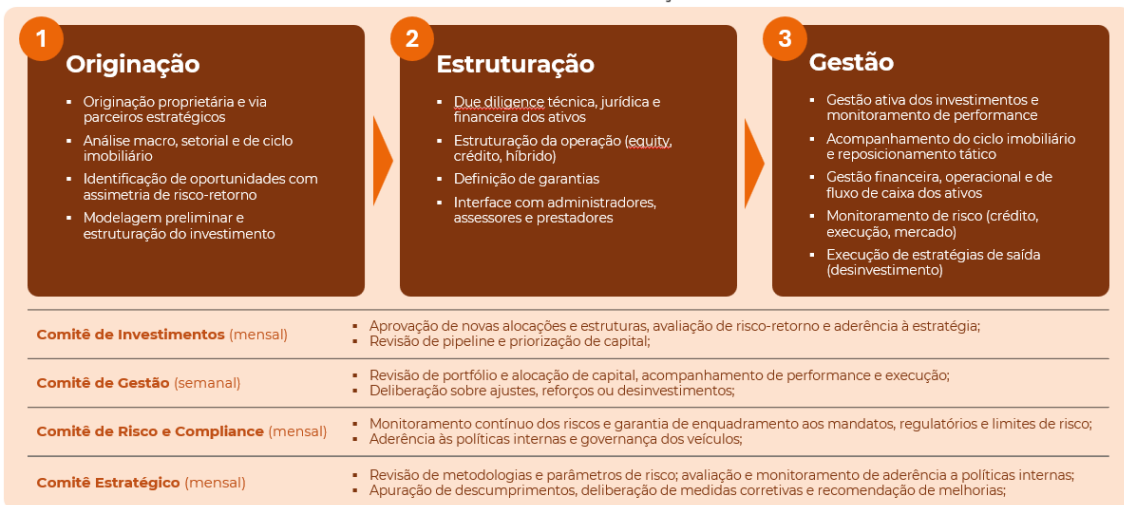 1
Originação
▪ Originação proprietária e via
parceiros estratégicos
▪ Análise macro, setorial e de ciclo
imobiliário
▪ Identificação de oportunidades com
assimetria de risco-retorno
▪ Modelagem preliminar e
estruturação do investimento
2
Estruturação
▪ Due diligence técnica, jurídica e
financeira dos ativos
▪ Estruturação da operação (equity,
crédito, híbrido)
▪ Definição de garantias
▪ Interface com administradores,
assessores e prestadores
3
Gestão
▪ Gestão ativa dos investimentos e
monitoramento de performance
▪ Acompanhamento do ciclo imobiliário
e reposicionamento tático
▪ Gestão financeira, operacional e de
fluxo de caixa dos ativos
▪ Monitoramento de risco (crédito,
execução, mercado)
▪ Execução de estratégias de saída
(desinvestimento)
Comitê de Investimentos (mensal)
▪ Aprovação de novas alocações e estruturas, avaliação de risco-retorno e aderência à estratégia;
▪ Revisão de pipeline e priorização de capital;
Comitê de Gestão (semanal)
▪ Revisão de portfólio e alocação de capital, acompanhamento de performance e execução;
▪ Deliberação sobre ajustes, reforços ou desinvestimentos;
Comitê de Risco e Compliance (mensal)
▪ Monitoramento contínuo dos riscos e garantia de enquadramento aos mandatos, regulatórios e limites de risco;
▪ Aderência às políticas internas e governança dos veículos;
Comitê Estratégico (mensal)
▪ Revisão de metodologias e parâmetros de risco; avaliação e monitoramento de aderência a políticas internas;
▪ Apuração de descumprimentos, deliberação de medidas corretivas e recomendação de melhorias;